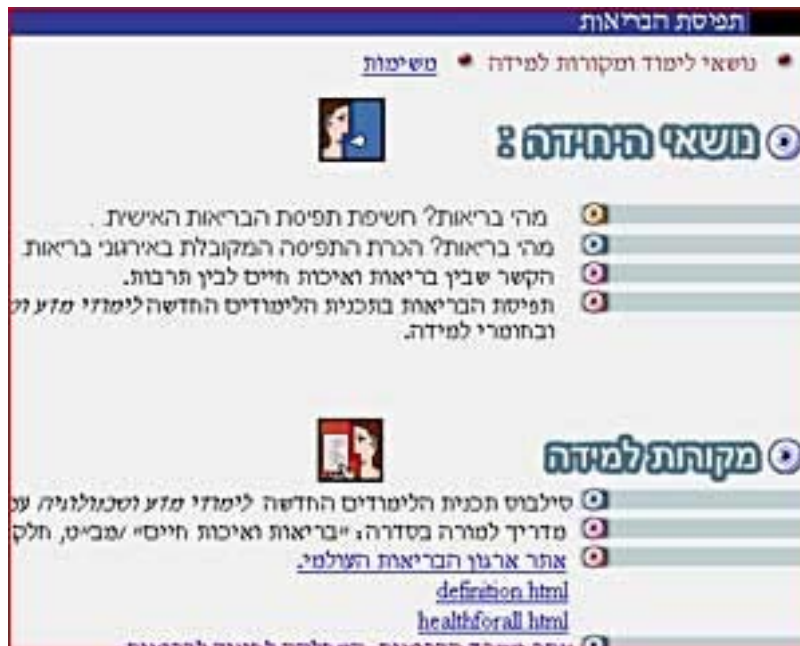 תפיסת הבריאות
נושאי לימוד ומקורות למידה משימות
נושאי היחידה:
מהי בריאות? חשיפת תפיסת הבריאות האישית.
מהי בריאות? הכרת התפיסה המקובלת באירגוני בריאות.
הקשר שבין בריאות ואיכות חיים לבין תרבות.
תפיסת הבריאות בתכנית הלימודים החדשה לימודי מדע
ובחומרי למידה.
מקורות למידה
סילבוס תכנית הלימודים החדשה לימודי מדע וטכנולוגיה
מדריך למורה בסדרה: "בריאות ואיכות חיים" /מב"ט, חלק
אתר ארגון הבריאות העולמי.
definition html
healthforall html